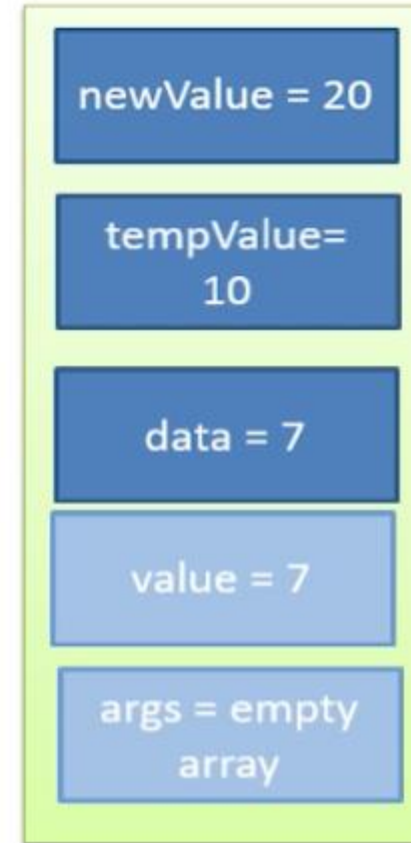 newValue = 20
tempValue=
10
data = 7
value = 7
args = empty
array